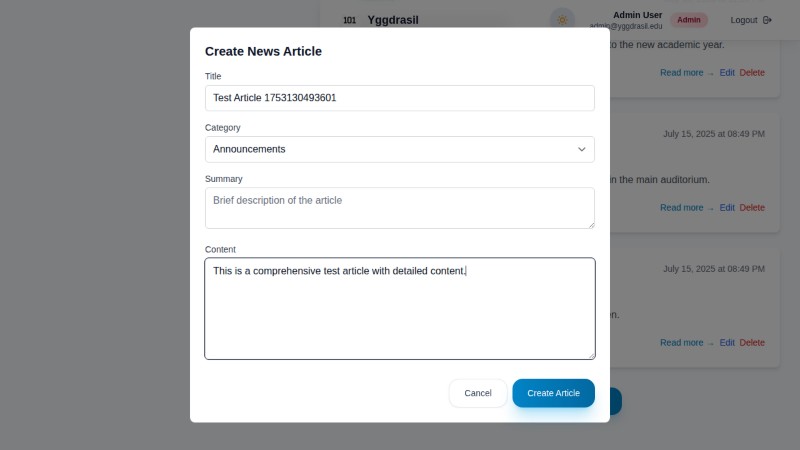 101 Yggdrasil
Admin User
admin@yggdrasil.edu
Admin
Logout
Create News Article
Title
Test Article 1753130493601
Category
Announcements
Summary
Brief description of the article
Content
This is a comprehensive test article with detailed content.
Cancel
Create Article
to the new academic year.
Read more → Edit Delete
July 15, 2025 at 08:49 PM
in the main auditorium.
Read more → Edit Delete
July 15, 2025 at 08:49 PM
en.
Read more → Edit Delete